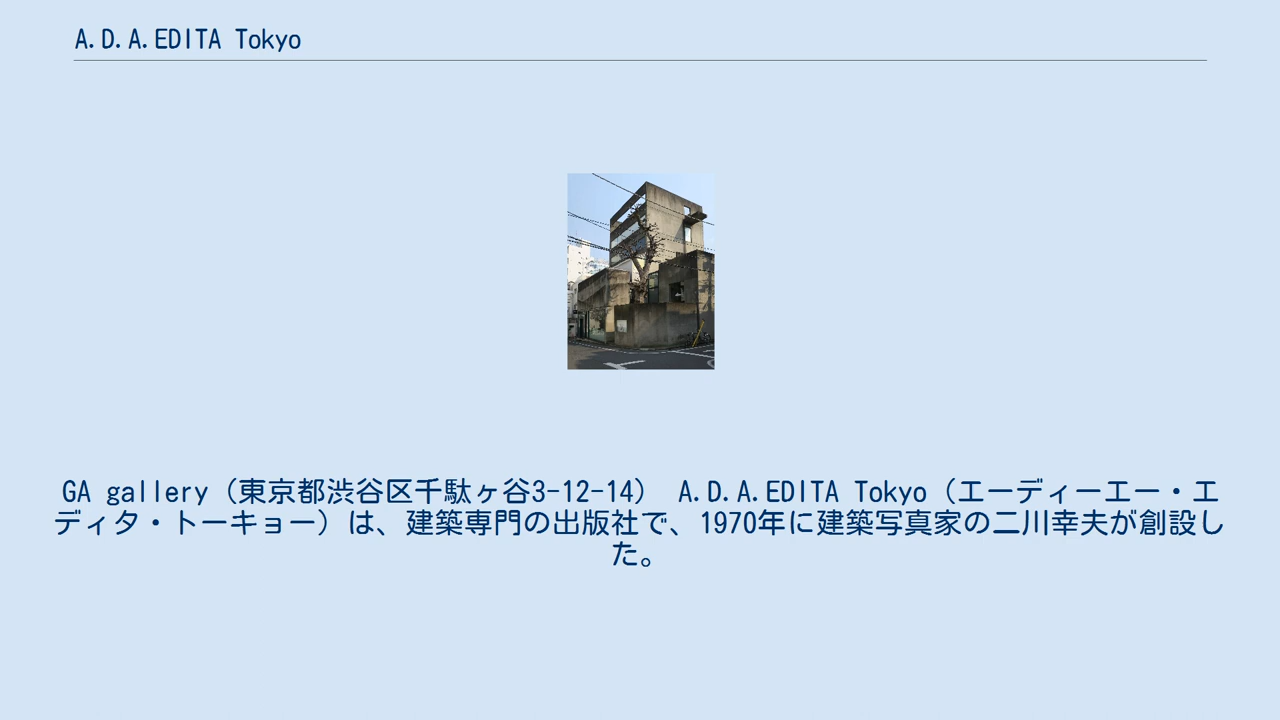 A.D.A.EDITA Tokyo
GA gallery（東京都渋谷区千駄ヶ谷3-12-14） A.D.A.EDITA Tokyo（エーディーエー・エ
ディタ・トーキョー）は、建築専門の出版社で、1970年に建築写真家の二川幸夫が創設し
た。